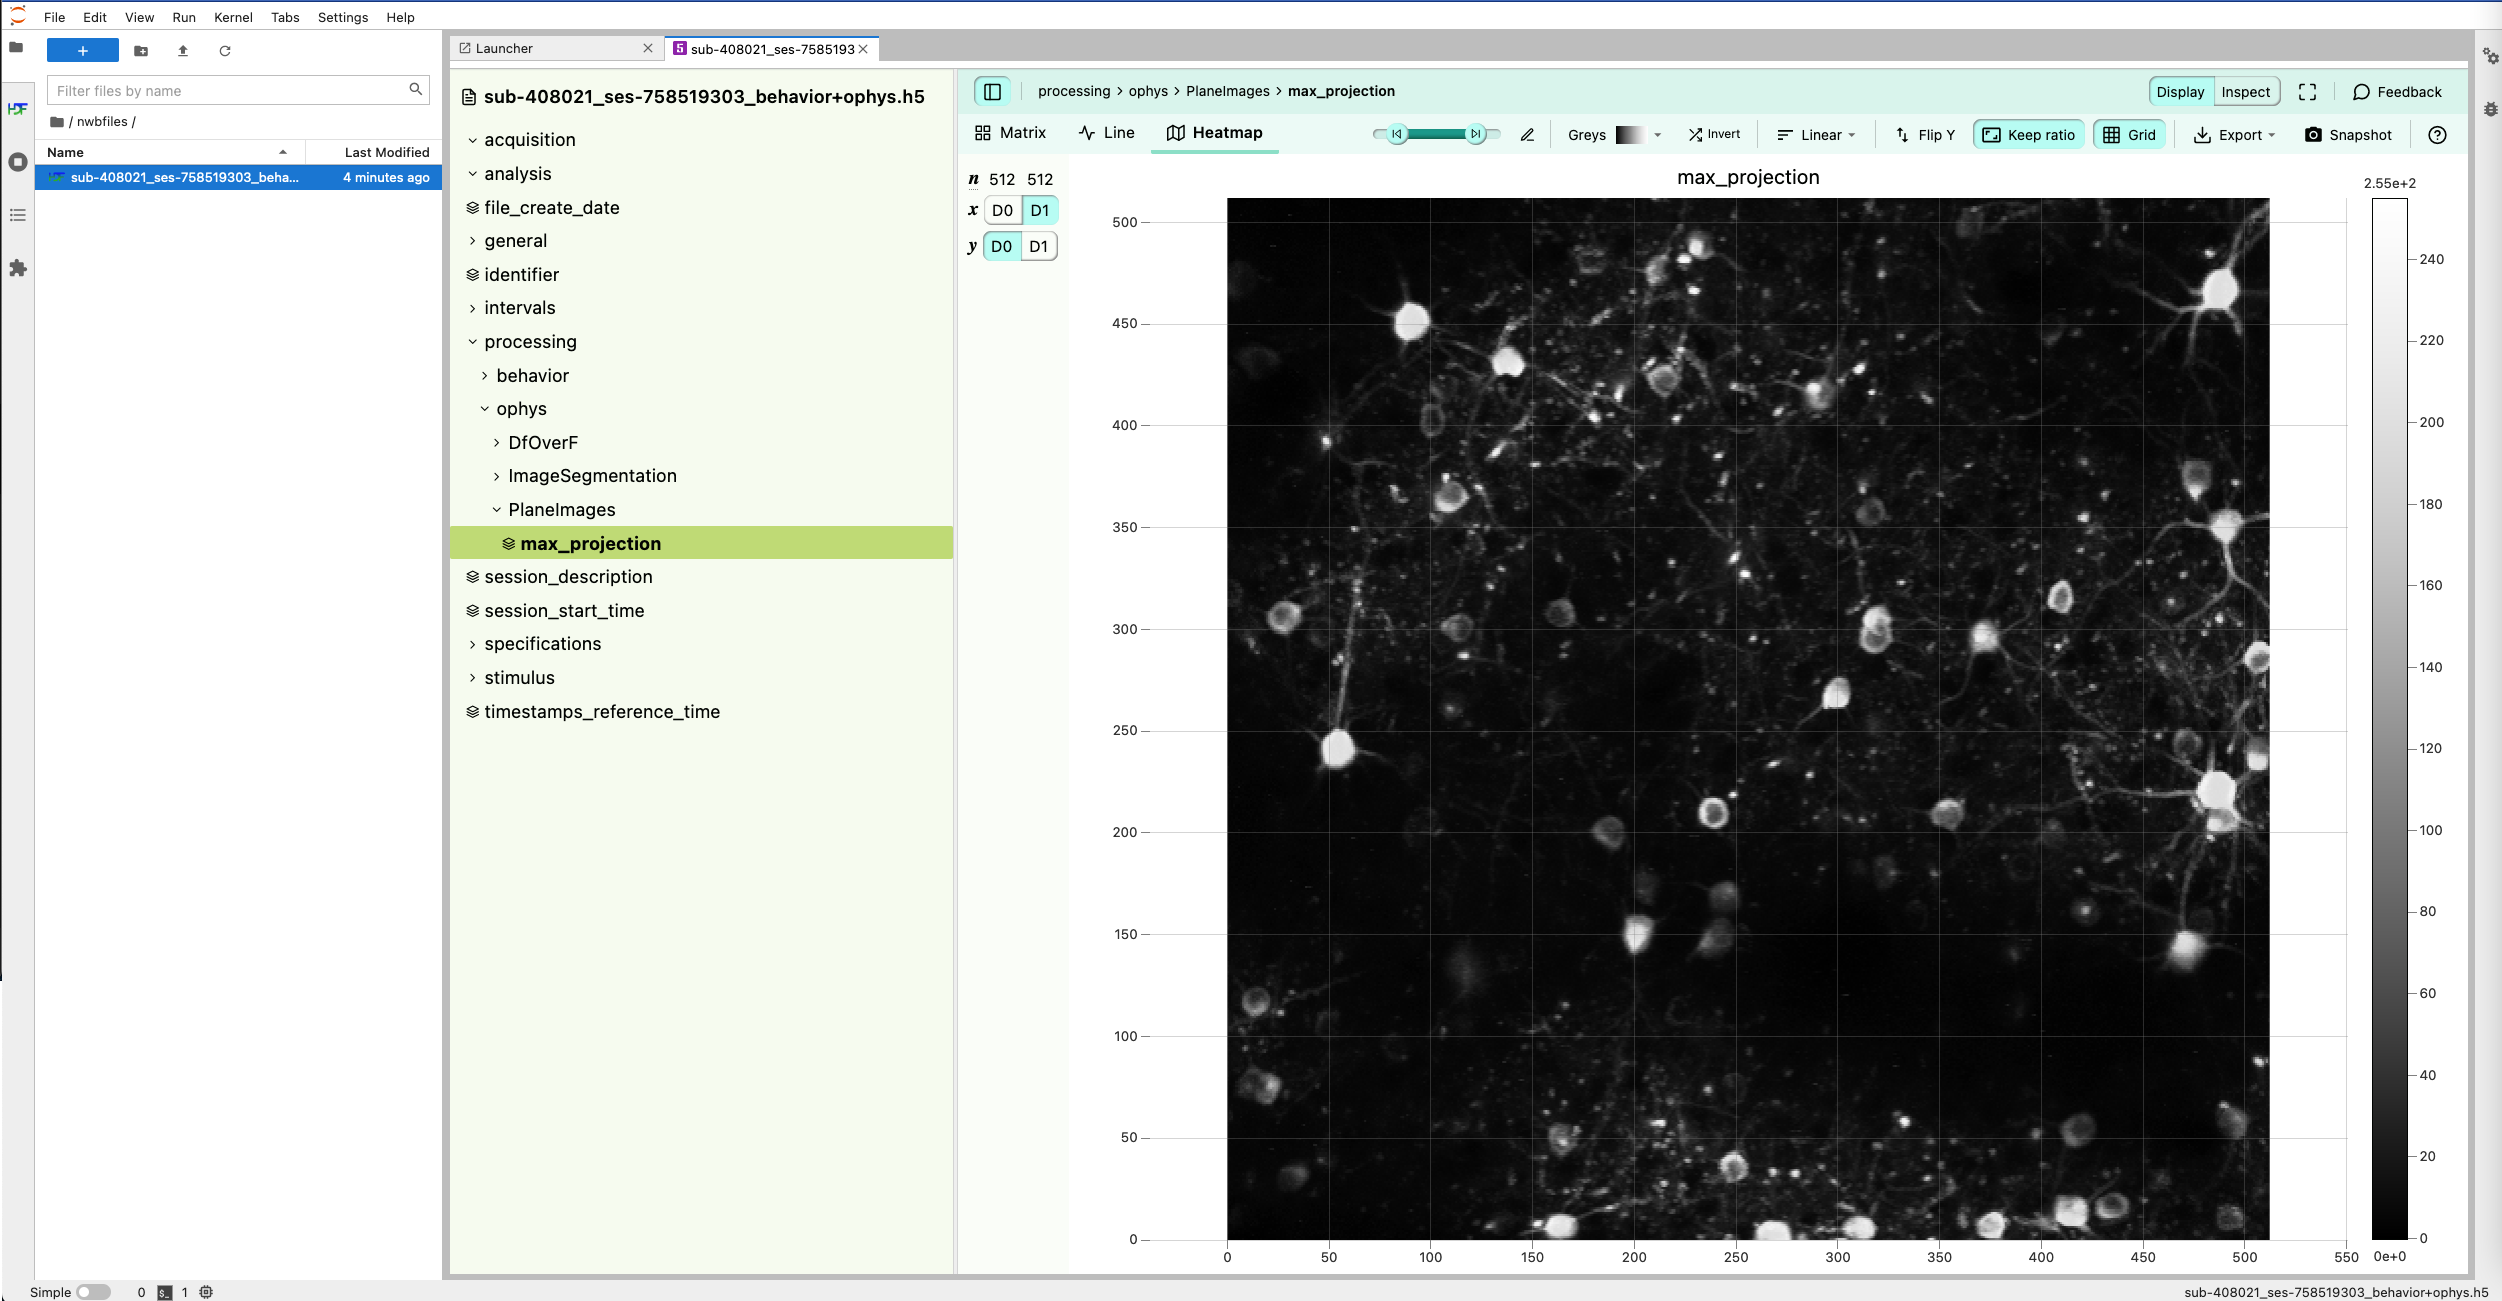 File Edit View Run Kernel Tabs Settings Help
+
Filter files by name
/ nwbfiles /
Name Last Modified
sub-408021_ses-758519303_beha... 4 minutes ago
Launcher
sub-408021_ses-7585193
sub-408021_ses-758519303_behavior+ophys.h5
acquisition
analysis
file_create_date
general
identifier
intervals
processing
behavior
ophys
DfOverF
ImageSegmentation
PlaneImages
max_projection
session_description
session_start_time
specifications
stimulus
timestamps_reference_time
processing > ophys > PlaneImages > max_projection
Display Inspect Feedback
Matrix Line Heatmap Greys Invert Linear Flip Y Keep ratio Grid Export Snapshot
n 512 512
x D0 D1
y D0 D1
max_projection
500
450
400
350
300
250
200
150
100
50
0
0 50 100 150 200 250 300 350 400 450 500 550
2.55e+2
240
220
200
180
160
140
120
100
80
60
40
20
0
0e+0
Simple 0 $_ 1 sub-408021_ses-758519303_behavior+ophys.h5